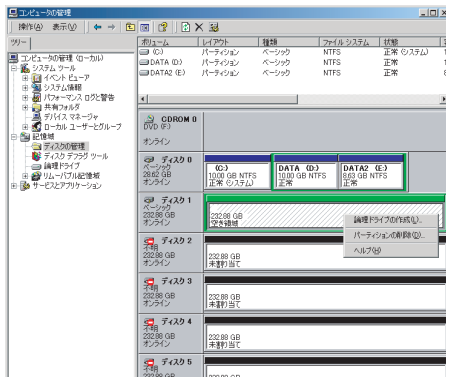 コンピュータの管理
操作(A) 表示(V)
ツリー
コンピュータの管理 (ローカル)
システム ツール
イベント ビューア
システム情報
パフォーマンス ログと警告
共有フォルダ
デバイス マネージャ
ローカル ユーザーとグループ
記憶域
ディスクの管理
ディスク デフラグ ツール
論理ドライブ
リムーバブル記憶域
サービスとアプリケーション
ボリューム レイアウト 種類 ファイル システム 状態
(C:) パーティション ベーシック NTFS 正常 (システム)
DATA (D:) パーティション ベーシック NTFS 正常
DATA2 (E:) パーティション ベーシック NTFS 正常
CDROM 0
DVD (F:)
オンライン
ディスク 0
ベーシック
28.62 GB
オンライン
(C:)
10.00 GB NTFS
正常 (システム)
DATA (D:)
10.00 GB NTFS
正常
DATA2 (E:)
8.63 GB NTFS
正常
ディスク 1
ベーシック
232.88 GB
オンライン
232.88 GB
空き領域
論理ドライブの作成(L)...
パーティションの削除(D)...
ヘルプ(H)
ディスク 2
不明
232.88 GB
オンライン
232.88 GB
未割り当て
ディスク 3
不明
232.88 GB
オンライン
232.88 GB
未割り当て
ディスク 4
不明
232.88 GB
オンライン
232.88 GB
未割り当て
ディスク 5
不明
232.88 GB
232.88 GB